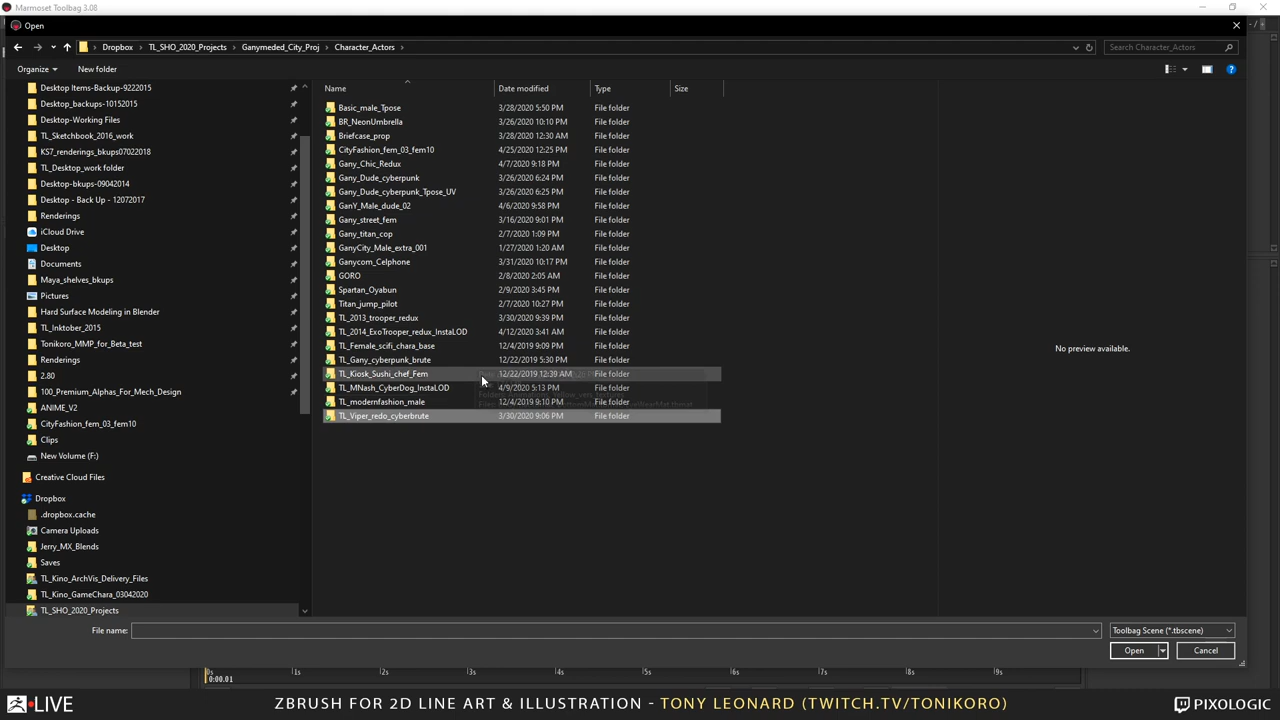 Marmoset Toolbag 3.08
Open
Dropbox
TL_SHO_2020_Projects
Ganymeded_City_Proj
Character_Actors
Search Character_Actors
Organize
New folder
Name
Date modified
Type
Size
Desktop Items-Backup-9222015
Desktop_backups-10152015
Desktop-Working Files
TL_Sketchbook_2016_work
KS7_renderings_bkups07022018
TL_Desktop_work folder
Desktop-bkups-09042014
Desktop - Back Up - 12072017
Renderings
iCloud Drive
Desktop
Documents
Maya_shelves_bkups
Pictures
Hard Surface Modeling in Blender
TL_Inktober_2015
Tonikoro_MMP_for_Beta_test
Renderings
2.80
100_Premium_Alphas_For_Mech_Design
ANIME_V2
CityFashion_fem_03_fem10
Clips
New Volume (F:)
Creative Cloud Files
Dropbox
.dropbox.cache
Camera Uploads
Jerry_MX_Blends
Saves
TL_Kino_ArchVis_Delivery_Files
TL_Kino_GameChara_03042020
TL_SHO_2020_Projects
Basic_male_Tpose 3/28/2020 5:50 PM File folder
BR_NeonUmbrella 3/26/2020 10:10 PM File folder
Briefcase_prop 3/28/2020 12:30 AM File folder
CityFashion_fem_03_fem10 4/25/2020 12:25 PM File folder
Gany_Chic_Redux 4/7/2020 9:18 PM File folder
Gany_Dude_cyberpunk 3/26/2020 6:24 PM File folder
Gany_Dude_cyberpunk_Tpose_UV 3/26/2020 6:25 PM File folder
GanY_Male_dude_02 4/6/2020 9:58 PM File folder
Gany_street_fem 3/16/2020 9:01 PM File folder
Gany_titan_cop 2/7/2020 1:09 PM File folder
GanyCity_Male_extra_001 1/27/2020 1:20 AM File folder
Ganycom_Celphone 3/31/2020 10:17 PM File folder
GORO 2/8/2020 2:05 AM File folder
Spartan_Oyabun 2/9/2020 3:45 PM File folder
Titan_jump_pilot 2/7/2020 10:27 PM File folder
TL_2013_trooper_redux 3/30/2020 9:39 PM File folder
TL_2014_ExoTrooper_redux_InstaLOD 4/12/2020 3:41 AM File folder
TL_Female_scifi_chara_base 12/4/2019 9:09 PM File folder
TL_Gany_cyberpunk_brute 12/22/2019 5:30 PM File folder
TL_Kiosk_Sushi_chef_Fem 12/22/2019 12:39 AM File folder
TL_MNash_CyberDog_InstaLOD 4/9/2020 5:13 PM File folder
TL_modernfashion_male 12/4/2019 9:10 PM File folder
TL_Viper_redo_cyberbrute 3/30/2020 9:06 PM File folder
No preview available.
File name:
Toolbag Scene (*.tbscene)
Open
Cancel
0s 1s 2s 3s 4s 5s 6s 7s 8s 9s
0:00.01
LIVE
ZBRUSH FOR 2D LINE ART & ILLUSTRATION - TONY LEONARD (TWITCH.TV/TONIKORO)
PIXOLOGIC